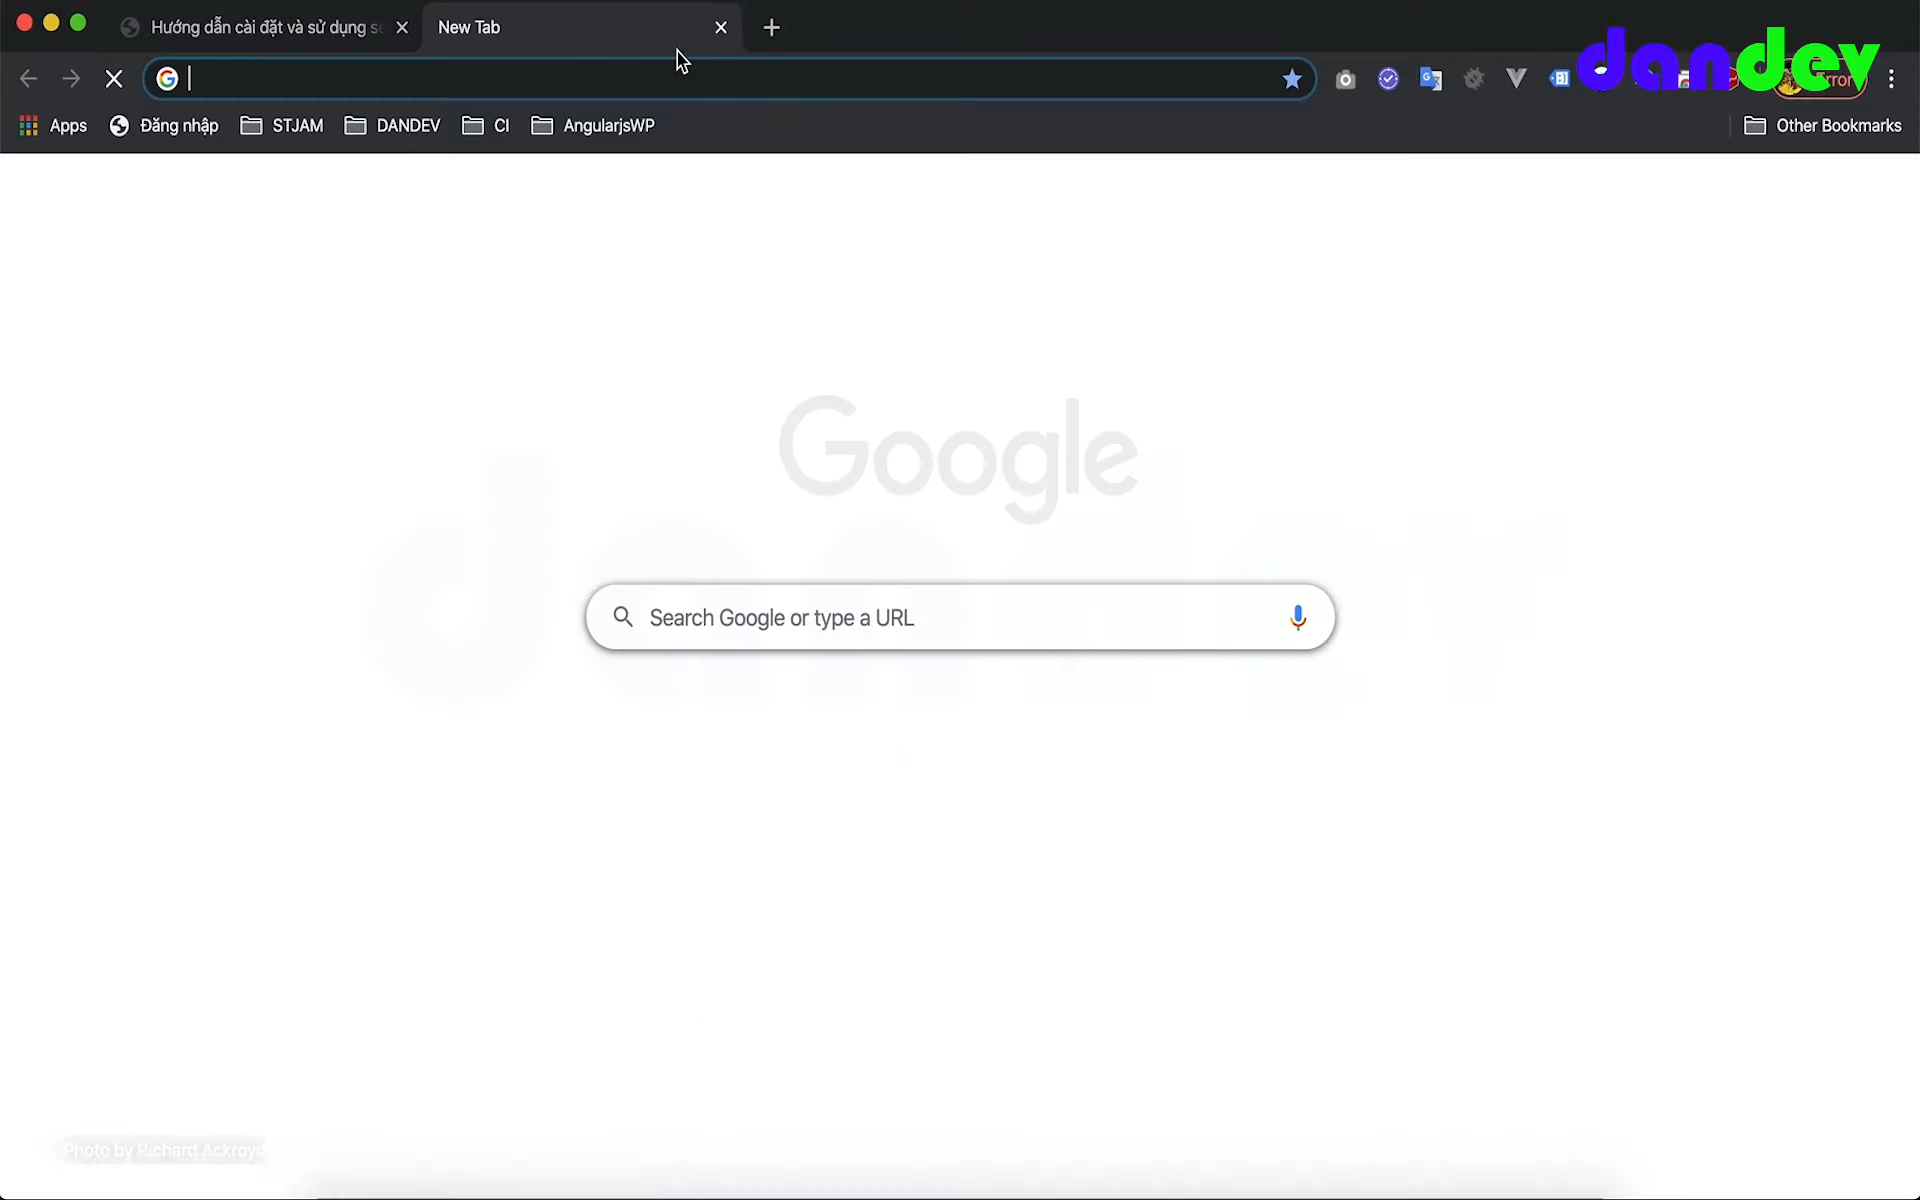 Hướng dẫn cài đặt và sử dụng
New Tab
dandev
Apps
Đăng nhập
STJAM
DANDEV
CI
AngularjsWP
Other Bookmarks
Google
dandev
Search Google or type a URL
Photo by Richard